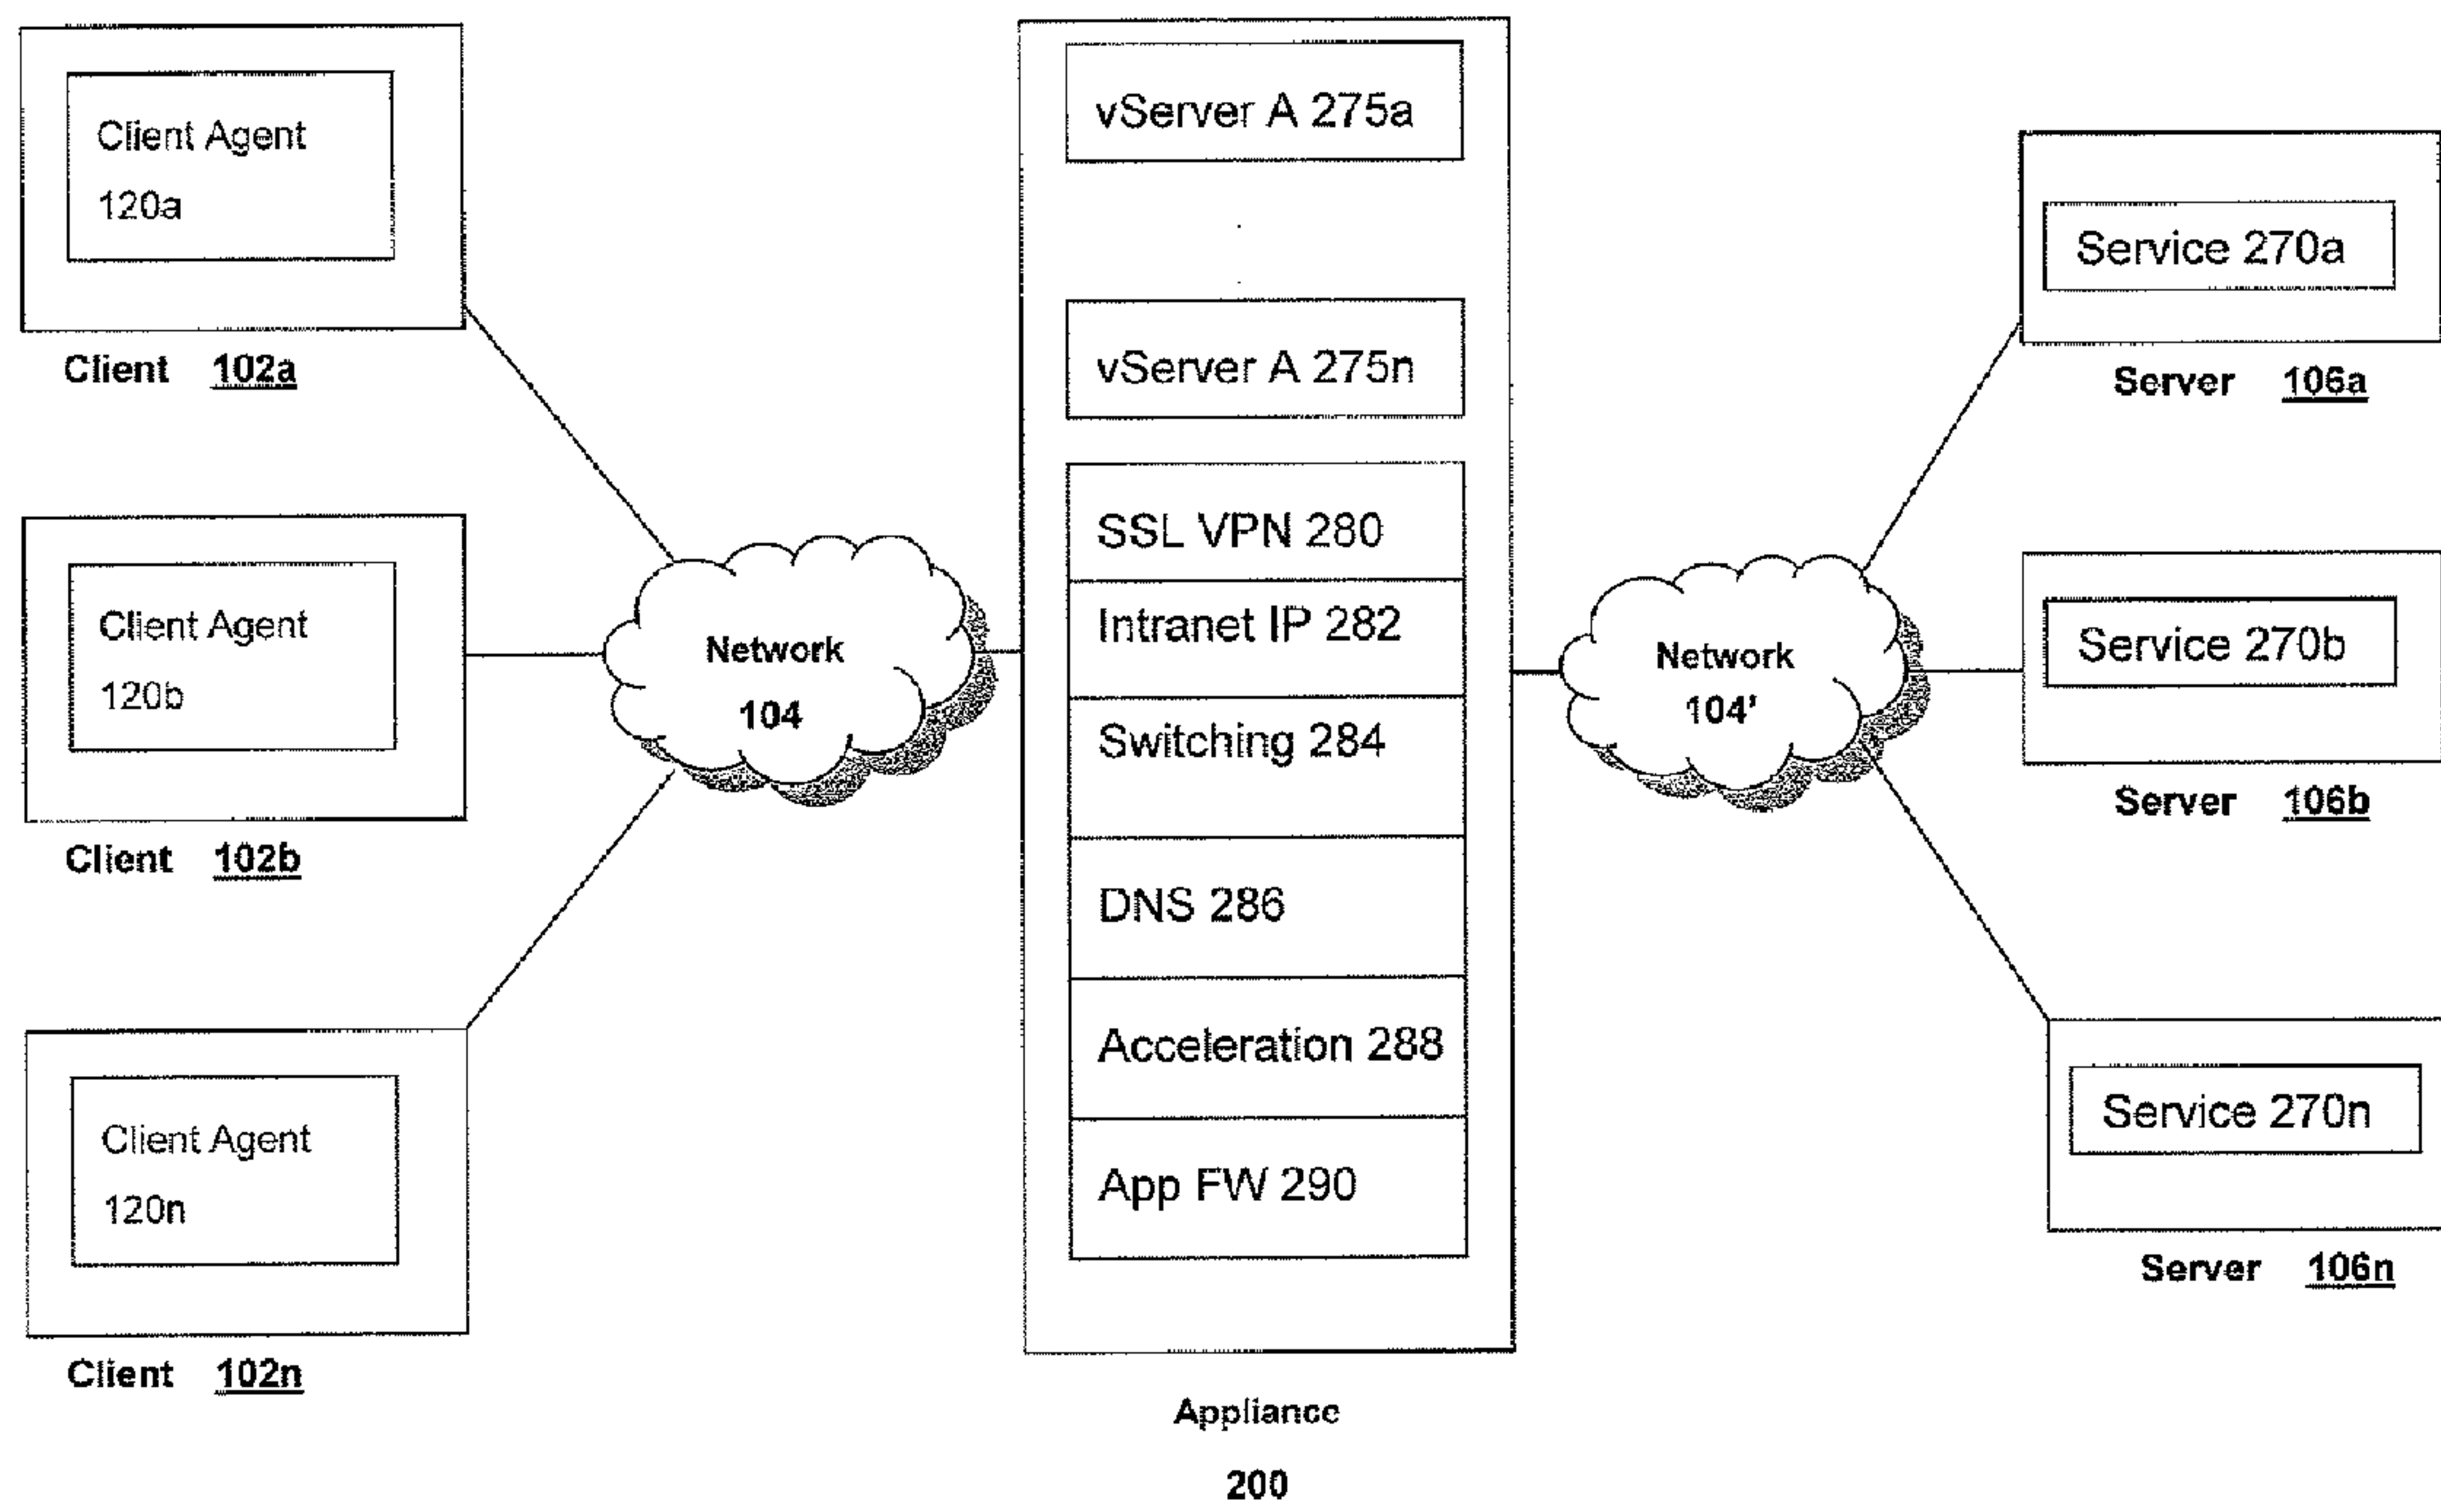 Client Agent
120a
Client 102a
Client Agent
120b
Client 102b
Client Agent
120n
Client 102n
Network
104
vServer A 275a
vServer A 275n
SSL VPN 280
Intranet IP 282
Switching 284
DNS 286
Acceleration 288
App FW 290
Appliance
200
Network
104'
Service 270a
Server 106a
Service 270b
Server 106b
Service 270n
Server 106n